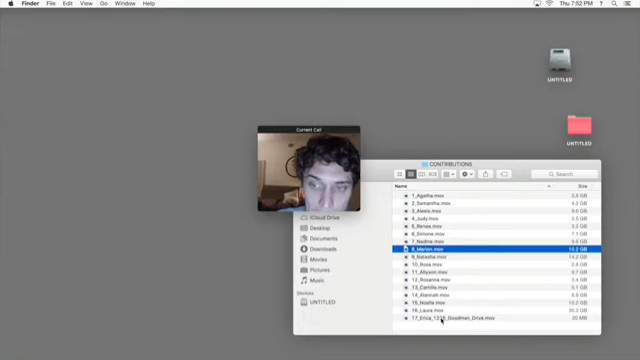 Finder File Edit View Go Window Help Thu 7:52 PM
UNTITLED
Current Call
UNTITLED
CONTRIBUTIONS
Search
Name Size
1_Agatha.mov
2_Samantha.mov
3_Alexis.mov
4_Judy.mov
5_Renee.mov
6_Simone.mov
7_Nadine.mov
8_Marion.mov
9_Natasha.mov
10_Rosa.mov
11_Allyson.mov
12_Roxanna.mov
13_Camille.mov
14_Alannah.mov
15_Noelle.mov
16_Laura.mov
20 MB
iCloud Drive
Desktop
Documents
Downloads
Movies
Pictures
Music
Devices
UNTITLED